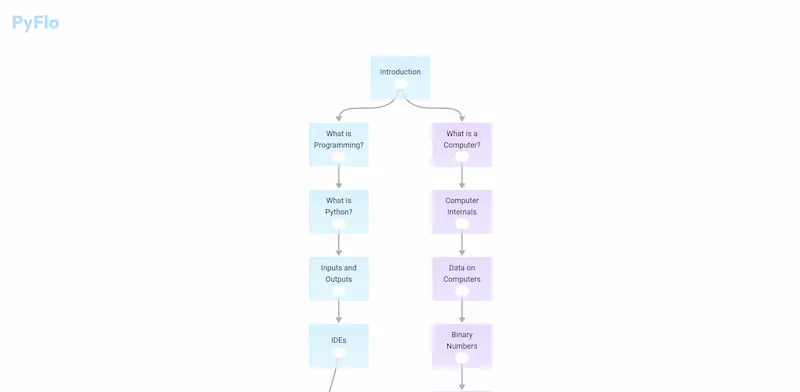 PyFlo
Introduction
What is
Programming?
What is a
Computer?
What is
Python?
Computer
Internals
Inputs and
Outputs
Data on
Computers
IDEs
Binary
Numbers